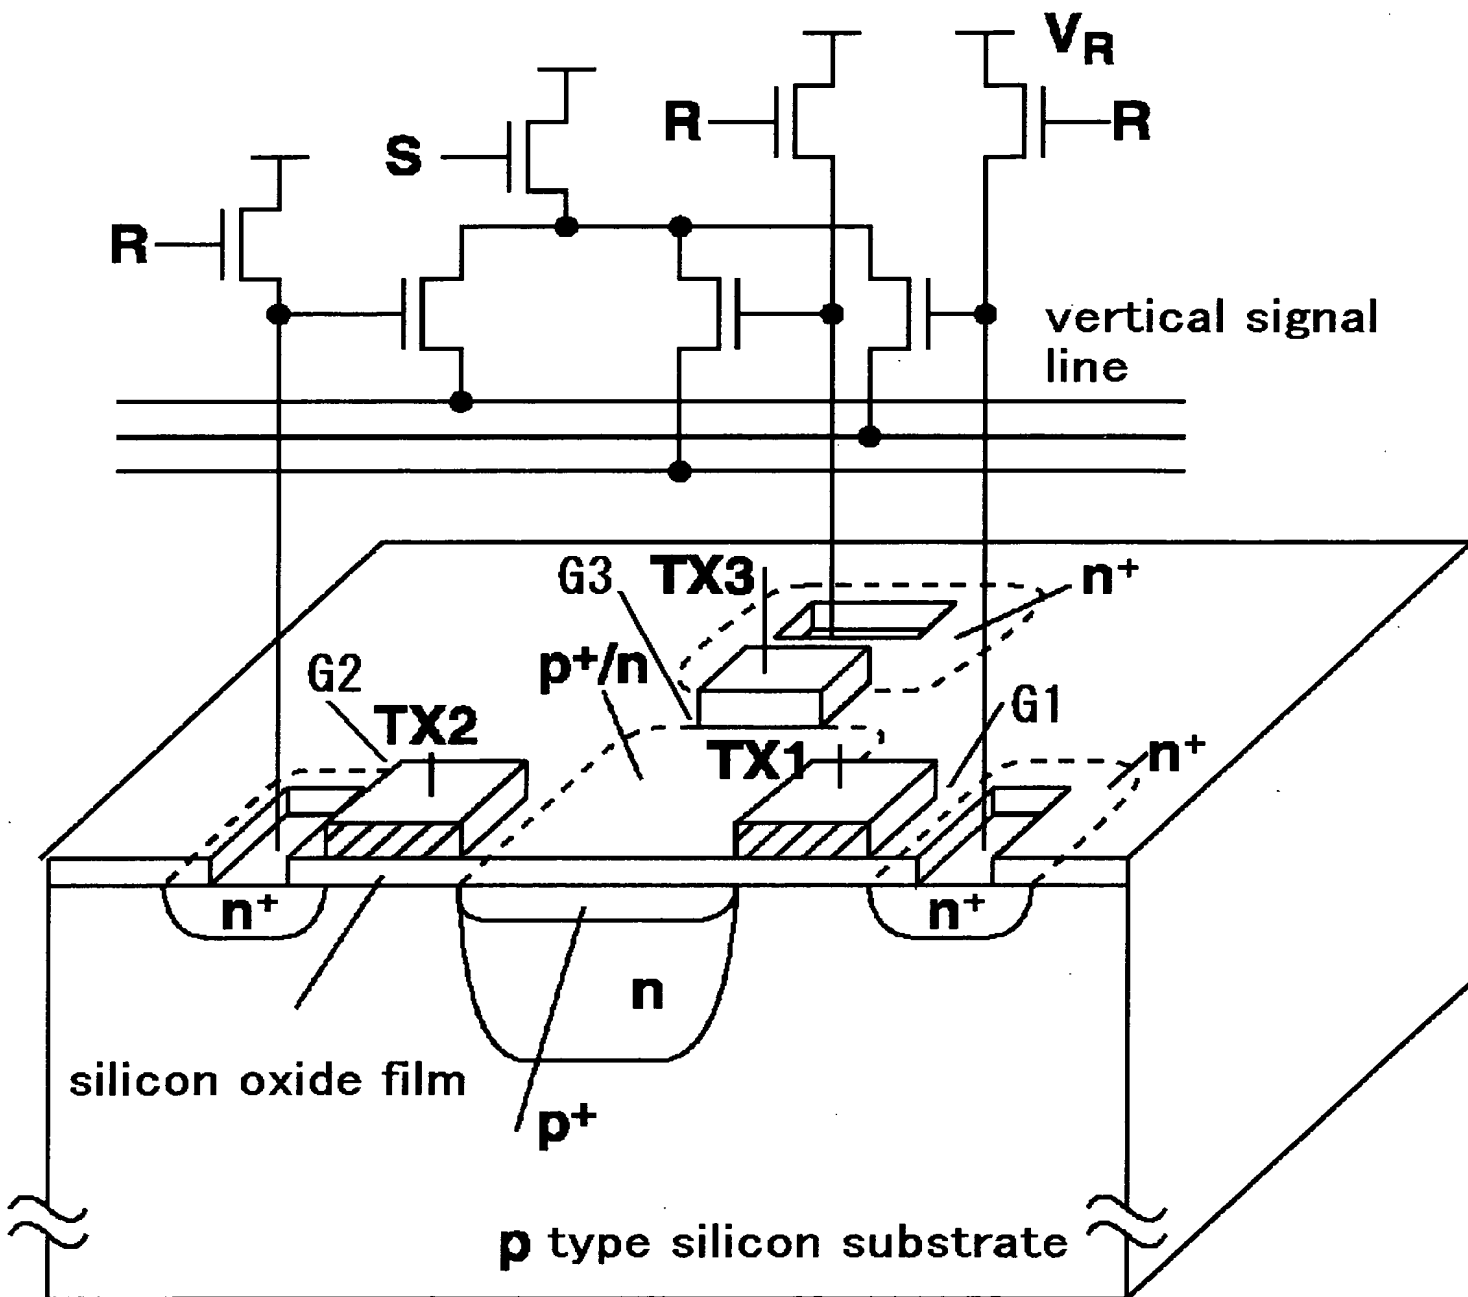 V_R
R
R
S
R
vertical signal
line
G3
TX3
n⁺
p⁺/n
G2
TX2
G1
TX1
n⁺
n⁺
n⁺
n
silicon oxide film
p⁺
p type silicon substrate